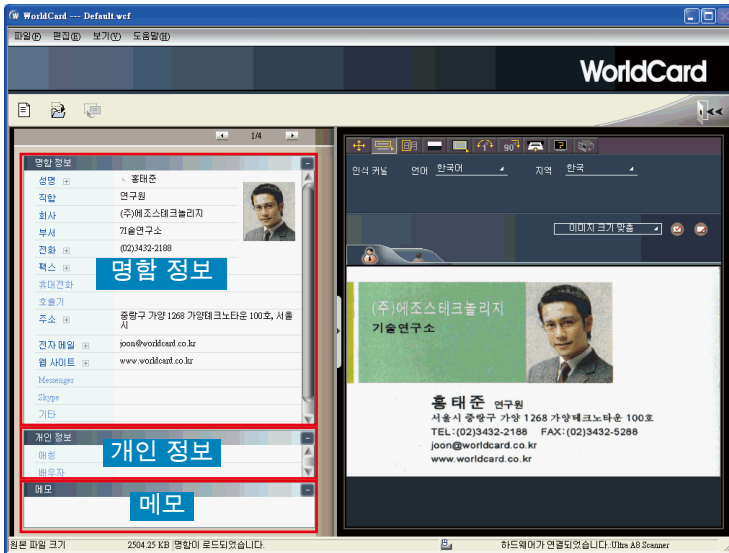 WorldCard --- Default.wcf
파일(F) 편집(E) 보기(V) 도움말(H)
WorldCard
1/4
명함 정보
성명 홍태준
직함 연구원
회사 (주)에조스테크놀리지
부서 기술연구소
전화 (02)3432-2188
팩스
명함 정보
휴대전화
호출기
주소 중랑구 가양 1268 가양테크노타운 100호, 서울
시
전자 메일 joon@worldcard.co.kr
웹 사이트 www.worldcard.co.kr
Messenger
Skype
기타
개인 정보
개인 정보
애칭
배우자
메모
메모
인식 커널 언어 한국어 지역 한국
90
이미지 크기 맞춤
(주)에조스테크놀리지
기술연구소
홍태준 연구원
서울시 중랑구 가양 1268 가양테크노타운 100호
TEL:(02)3432-2188 FAX:(02)3432-5288
joon@worldcard.co.kr
www.worldcard.co.kr
원본 파일 크기 2504.25 KB 명함이 로드되었습니다.
하드웨어가 연결되었습니다.:Ultra A8 Scanner